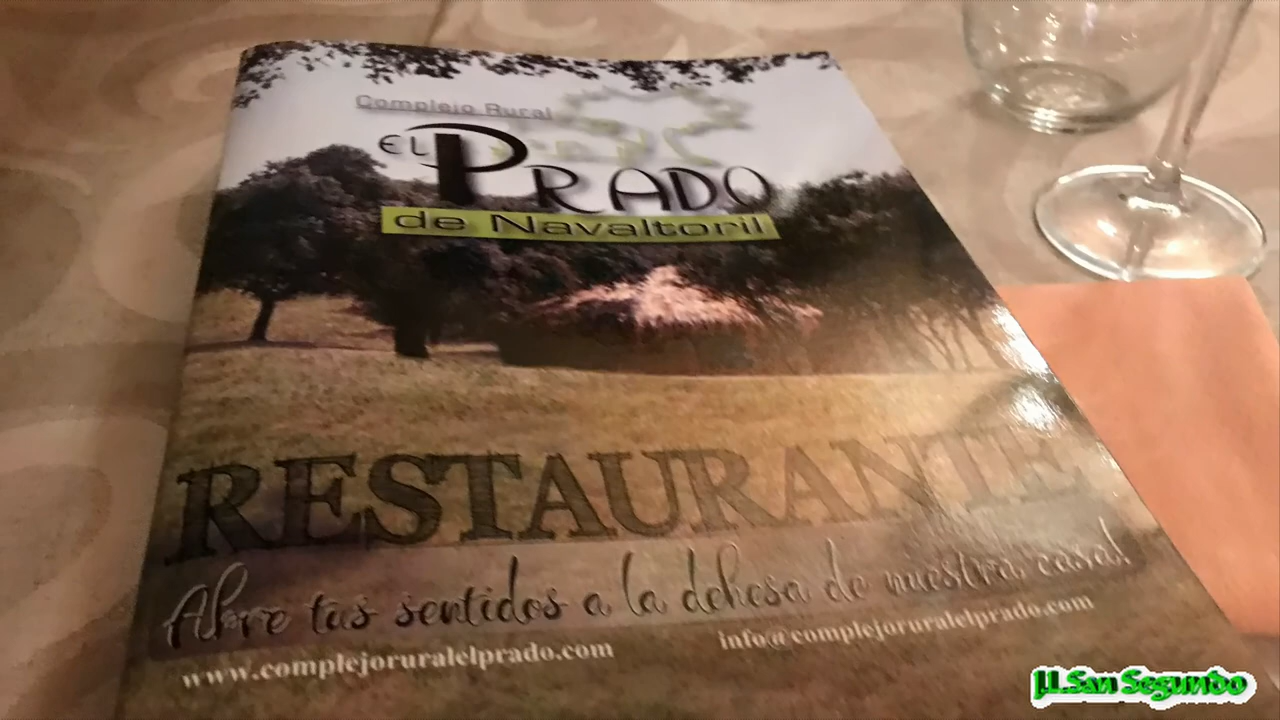 Complejo Rural
EL PRADO
de Navaltoril
RESTAURANTE
Abre tus sentidos a la dehesa de nuestra casa!
www.complejoruralelprado.com
info@complejoruralelprado.com
JJ.San Segundo